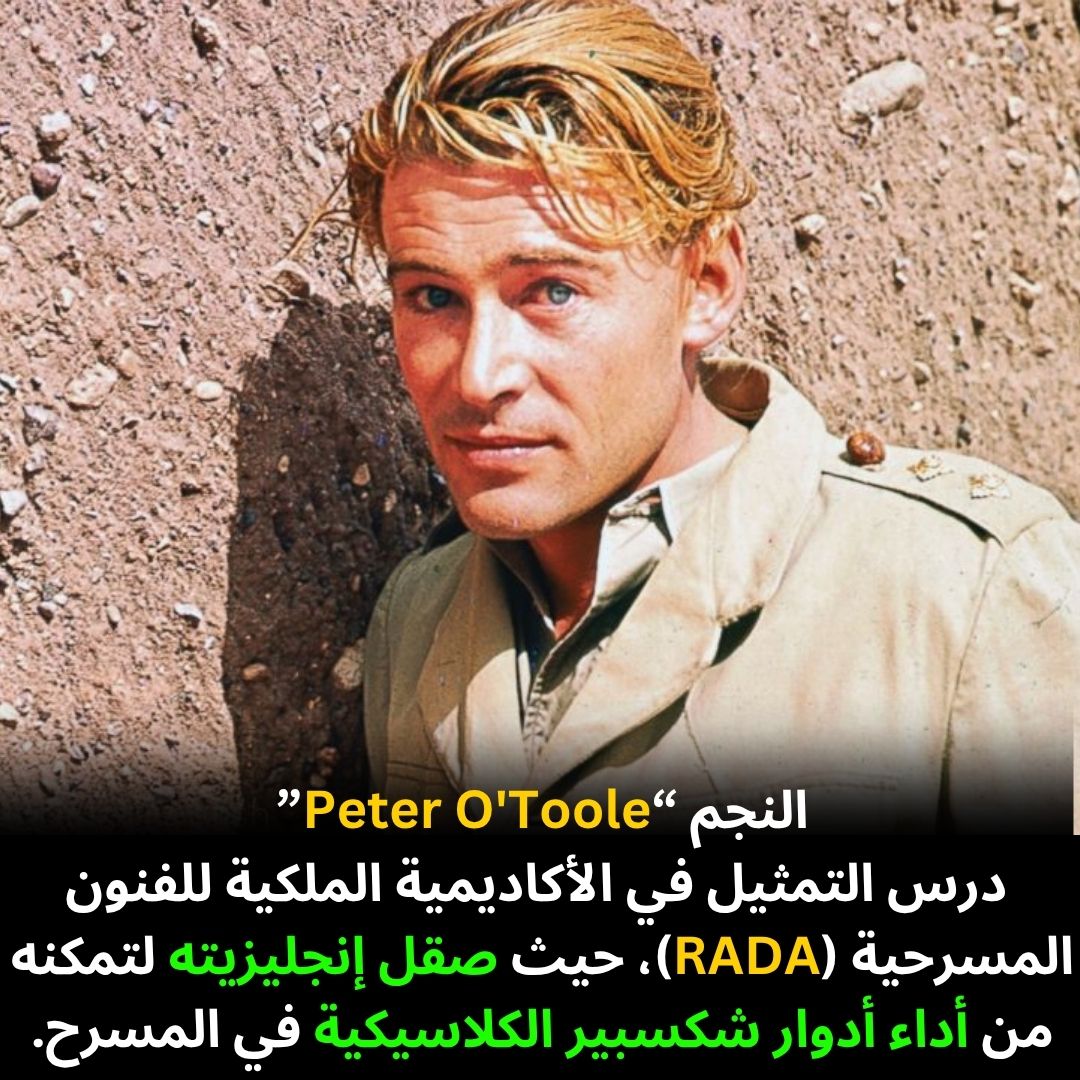 النجم “Peter O'Toole”
درس التمثيل في الأكاديمية الملكية للفنون
المسرحية (RADA)، حيث صقل إنجليزيته لتمكنه
من أداء أدوار شكسبير الكلاسيكية في المسرح.